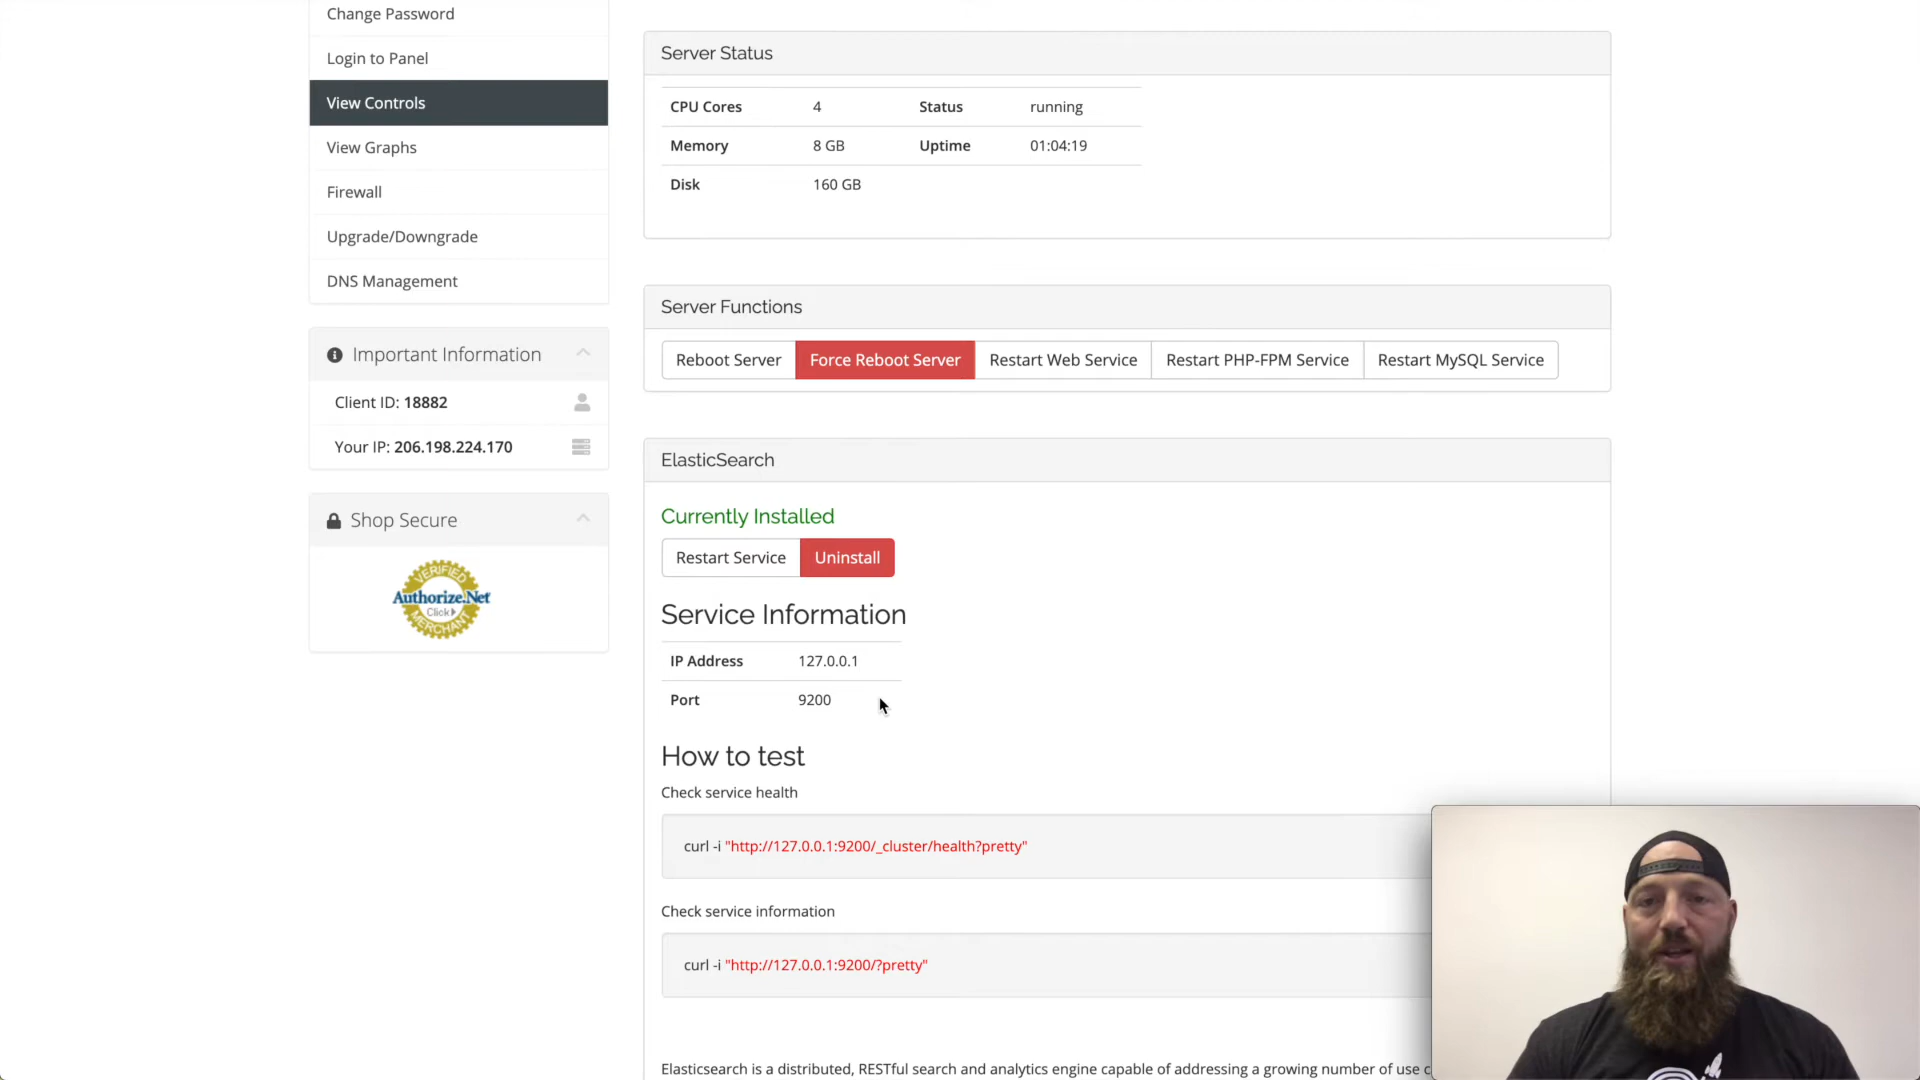 Change Password
Login to Panel
View Controls
View Graphs
Firewall
Upgrade/Downgrade
DNS Management
Important Information
Client ID: 18882
Your IP: 206.198.224.170
Shop Secure
VERIFIED
Authorize.Net
Click
MERCHANT
Server Status
CPU Cores 4 Status running
Memory 8 GB Uptime 01:04:19
Disk 160 GB
Server Functions
Reboot Server Force Reboot Server Restart Web Service Restart PHP-FPM Service Restart MySQL Service
ElasticSearch
Currently Installed
Restart Service Uninstall
Service Information
IP Address 127.0.0.1
Port 9200
How to test
Check service health
curl -i "http://127.0.0.1:9200/_cluster/health?pretty"
Check service information
curl -i "http://127.0.0.1:9200/?pretty"
Elasticsearch is a distributed, RESTful search and analytics engine capable of addressing a growing number of use